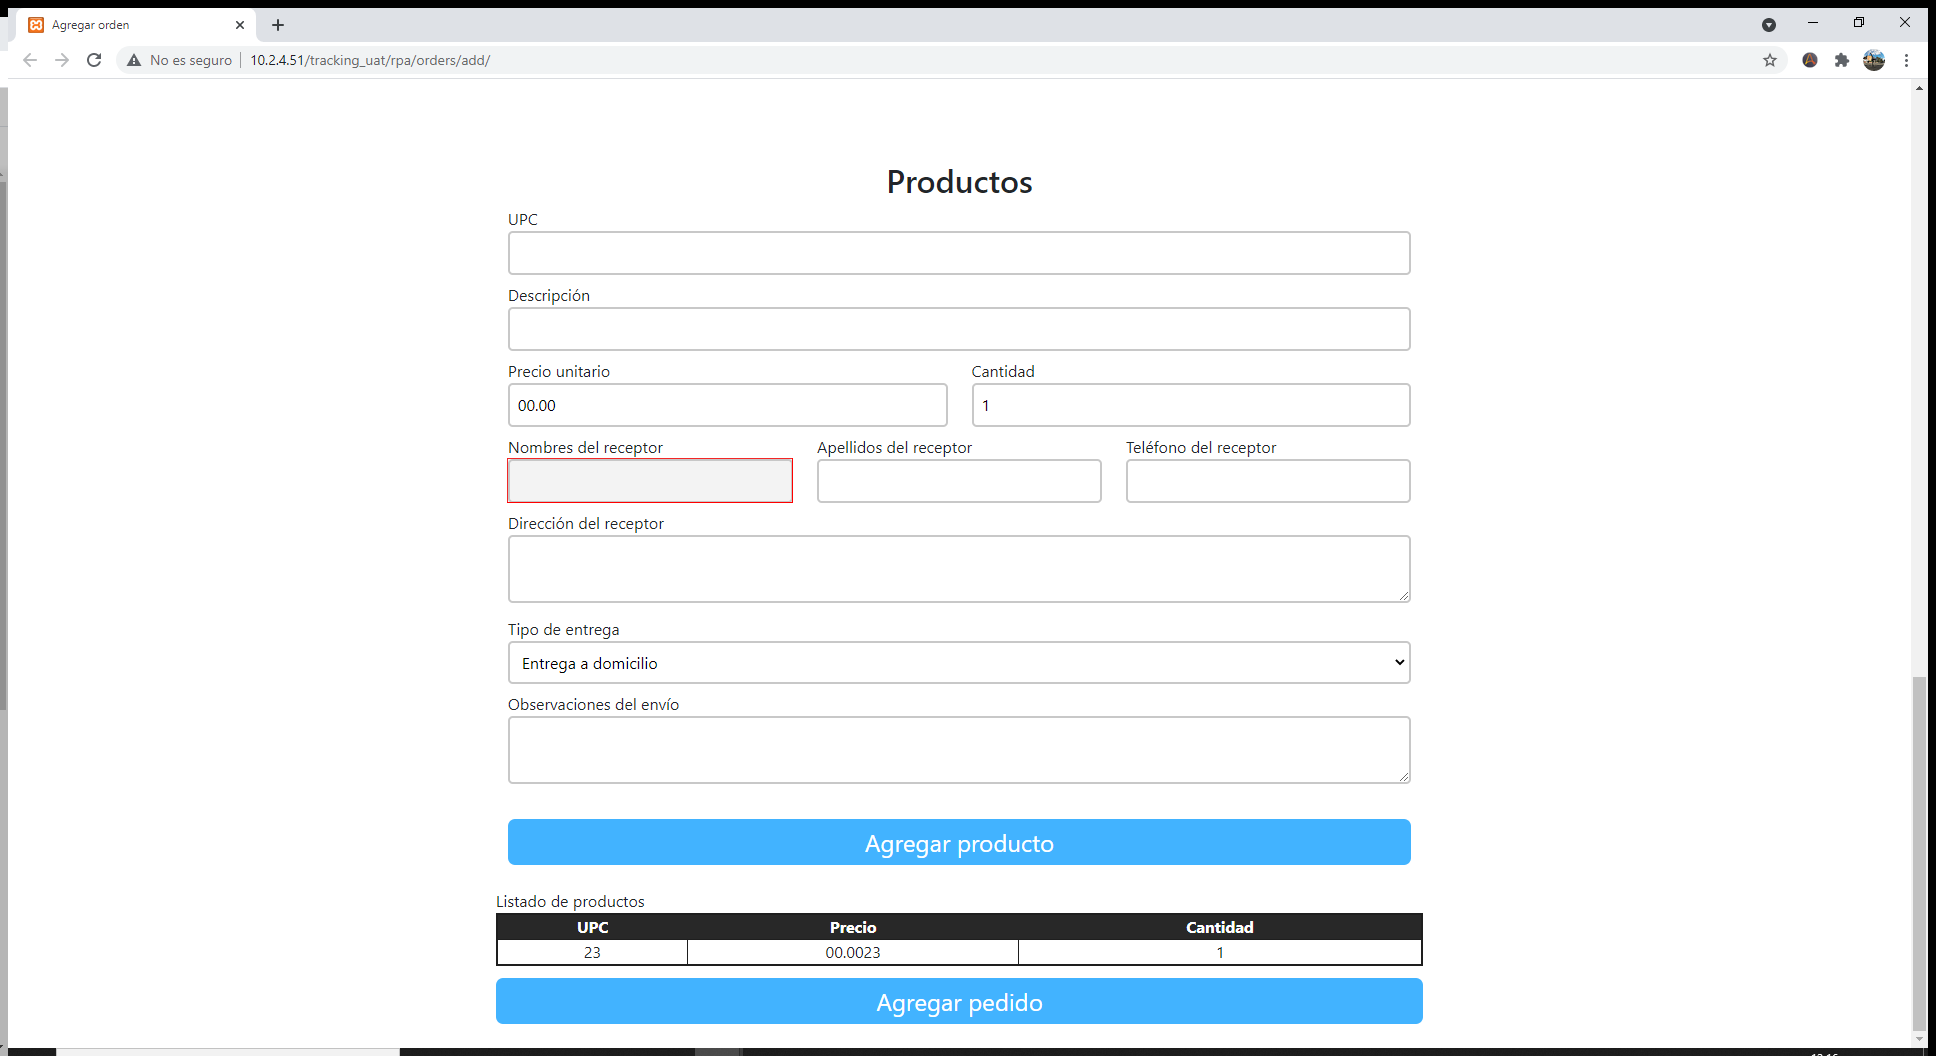 Agregar orden
No es seguro
10.2.4.51/tracking_uat/rpa/orders/add/
Productos
UPC
Descripción
Precio unitario
Cantidad
00.00
1
Nombres del receptor
Apellidos del receptor
Teléfono del receptor
Dirección del receptor
Tipo de entrega
Entrega a domicilio
Observaciones del envío
Agregar producto
Listado de productos
UPC Precio Cantidad
23 00.0023 1
Agregar pedido